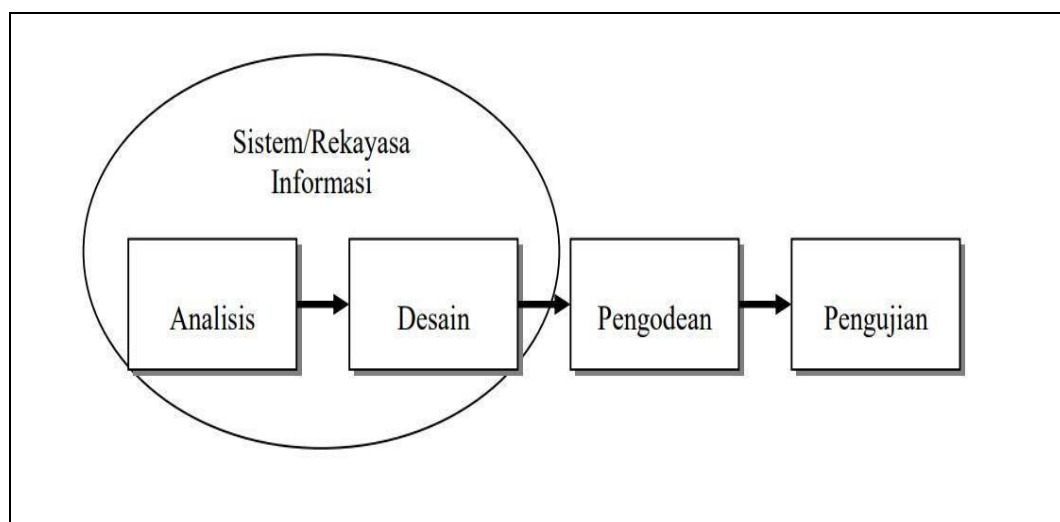 Sistem/Rekayasa
Informasi
Analisis
Desain
Pengodean
Pengujian